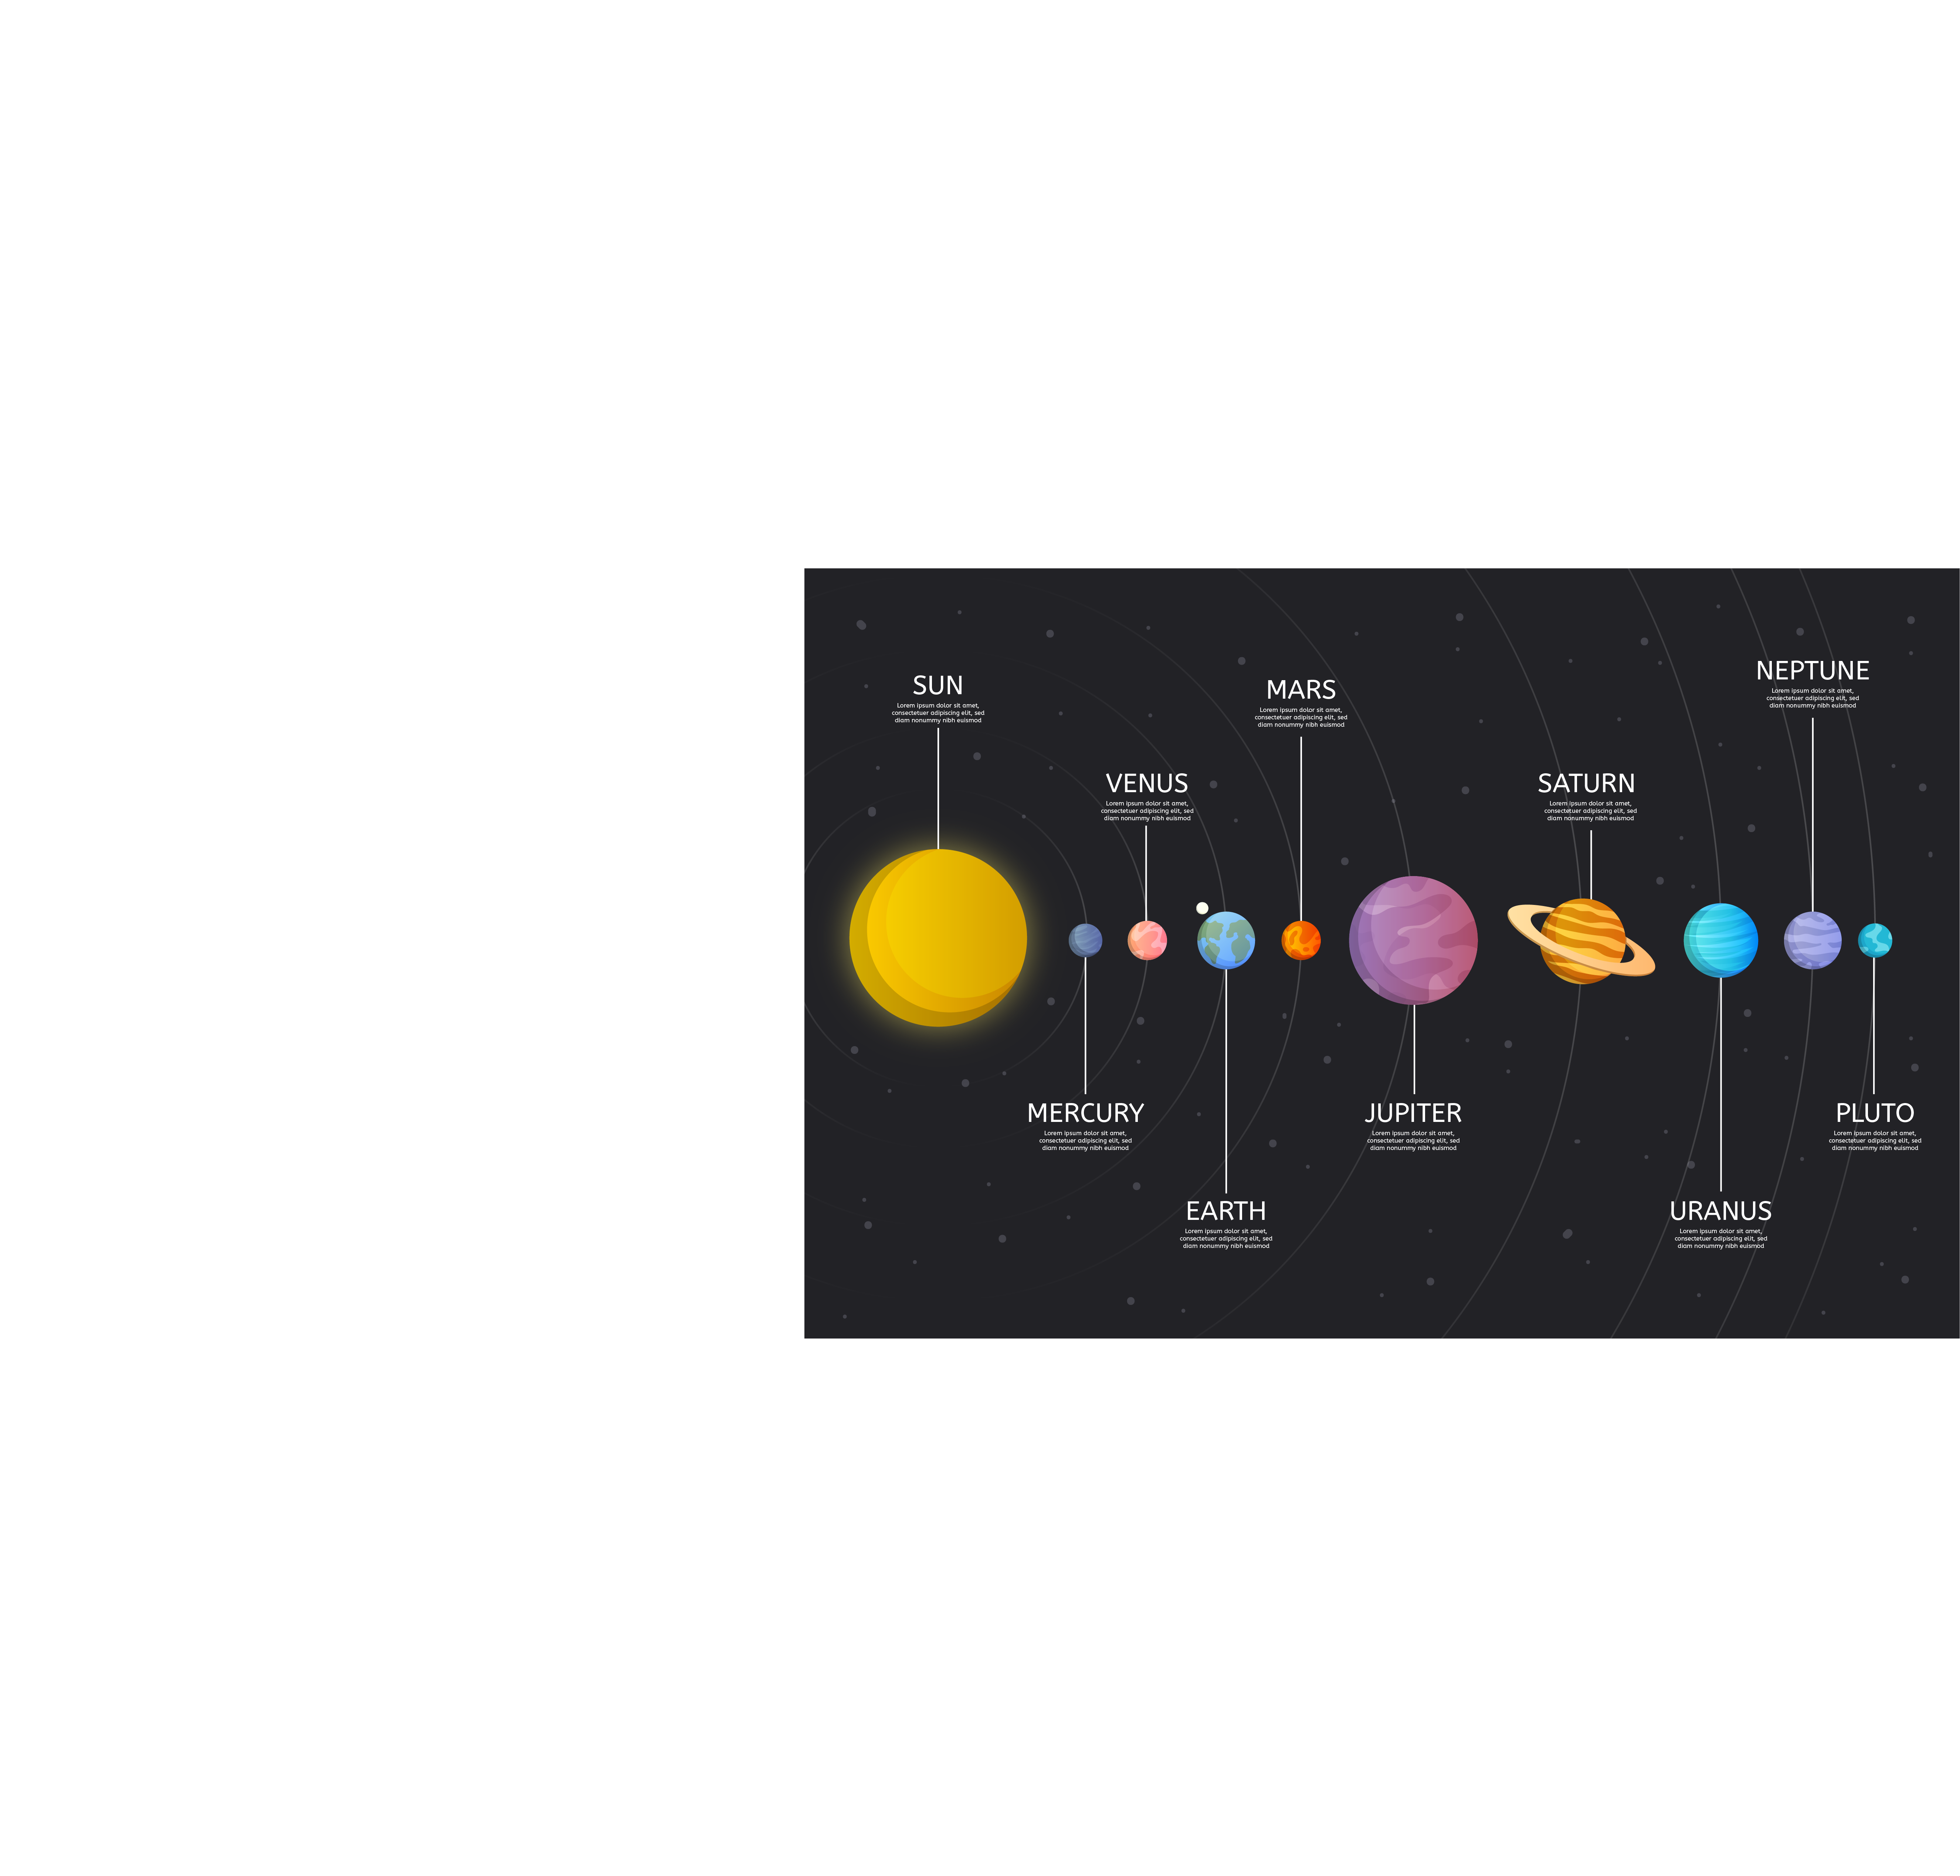 SUN
Lorem ipsum dolor sit amet,
consectetuer adipiscing elit, sed
diam nonummy nibh euismod
MERCURY
Lorem ipsum dolor sit amet,
consectetuer adipiscing elit, sed
diam nonummy nibh euismod
VENUS
Lorem ipsum dolor sit amet,
consectetuer adipiscing elit, sed
diam nonummy nibh euismod
EARTH
Lorem ipsum dolor sit amet,
consectetuer adipiscing elit, sed
diam nonummy nibh euismod
MARS
Lorem ipsum dolor sit amet,
consectetuer adipiscing elit, sed
diam nonummy nibh euismod
JUPITER
Lorem ipsum dolor sit amet,
consectetuer adipiscing elit, sed
diam nonummy nibh euismod
SATURN
Lorem ipsum dolor sit amet,
consectetuer adipiscing elit, sed
diam nonummy nibh euismod
URANUS
Lorem ipsum dolor sit amet,
consectetuer adipiscing elit, sed
diam nonummy nibh euismod
NEPTUNE
Lorem ipsum dolor sit amet,
consectetuer adipiscing elit, sed
diam nonummy nibh euismod
PLUTO
Lorem ipsum dolor sit amet,
consectetuer adipiscing elit, sed
diam nonummy nibh euismod